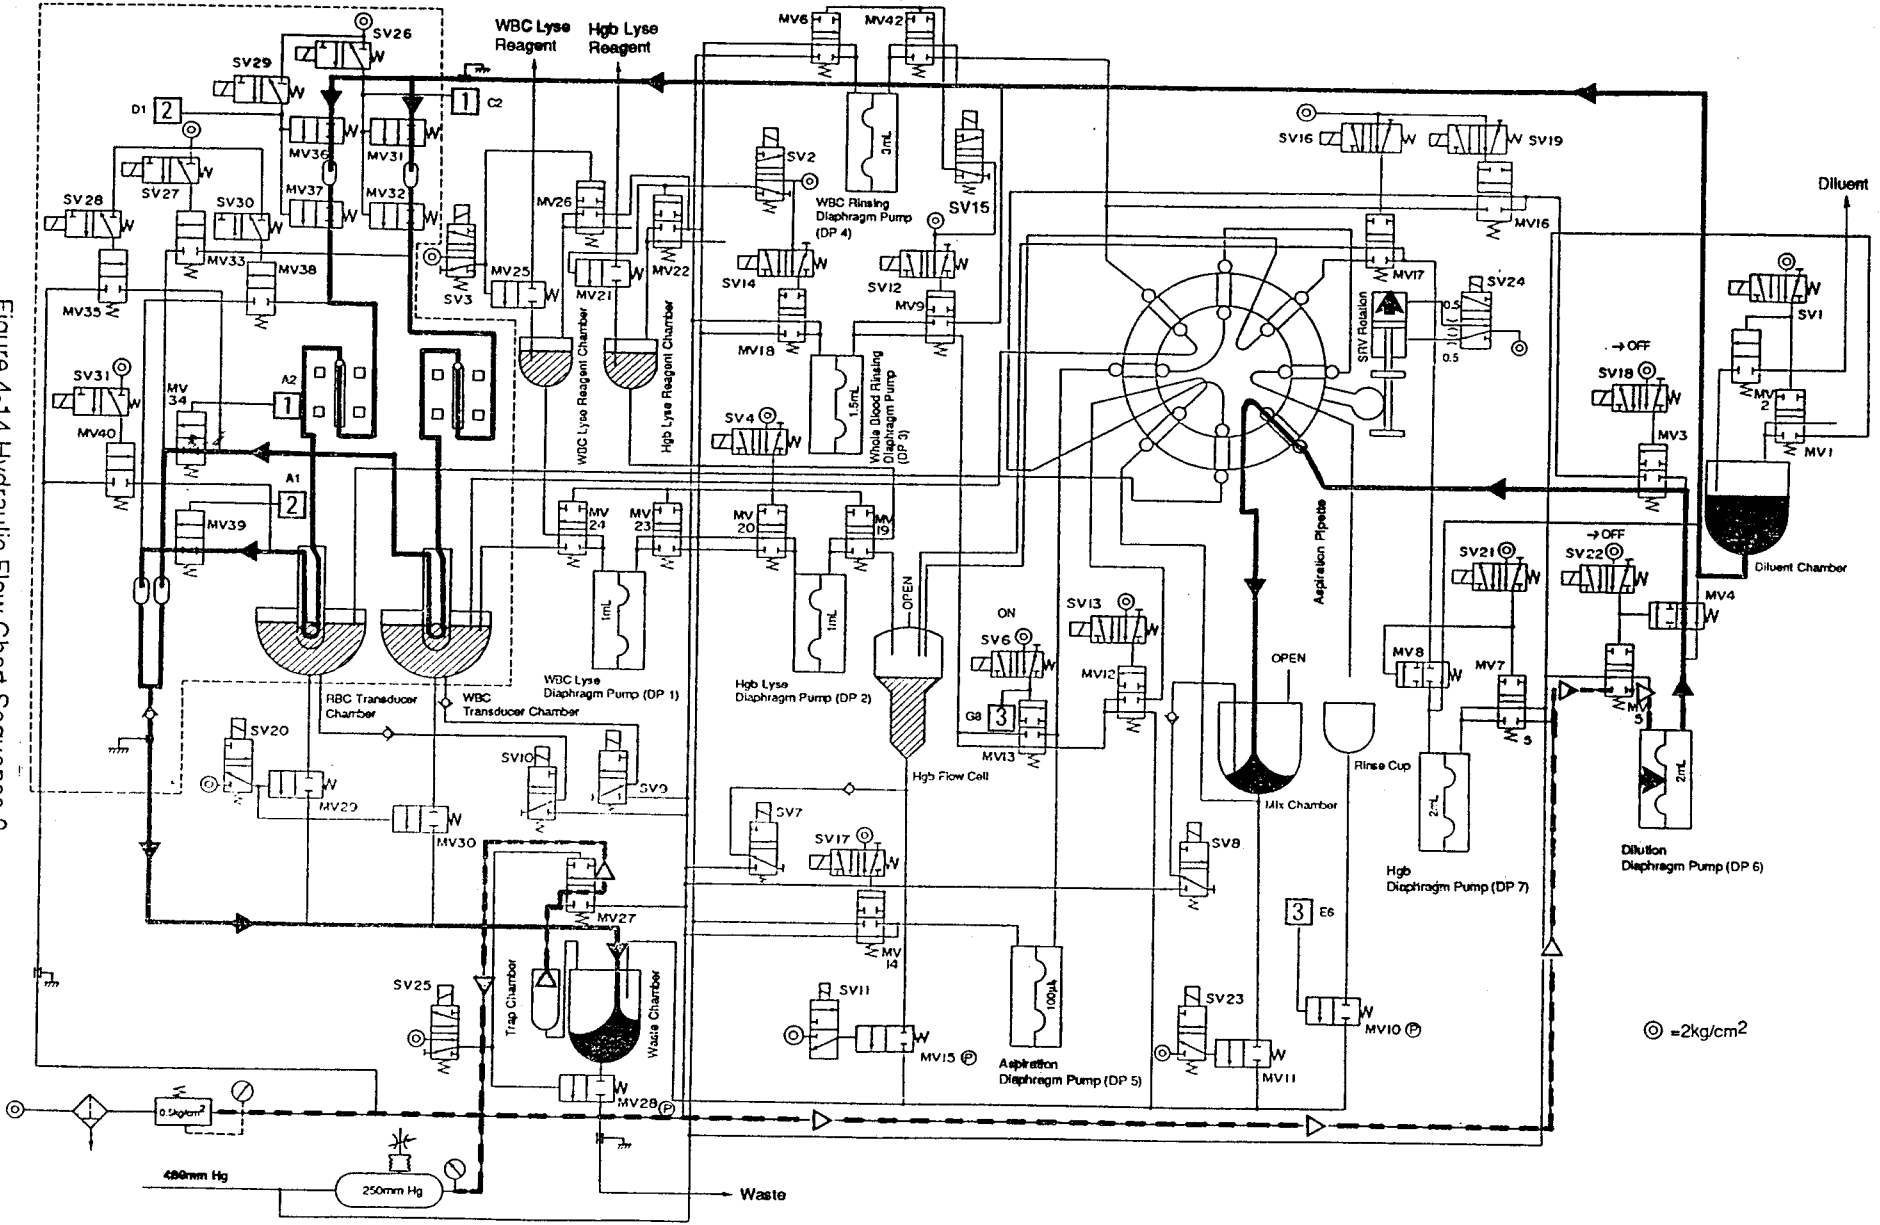 WBC Lyse
Reagent
Hgb Lyse
Reagent
MV6
MV42
SV26
SV29
D1
2
1
C2
MV36
MV31
MV37
MV32
SV27
SV28
SV30
MV33
MV38
MV35
SV3
MV25
MV26
MV21
MV22
SV2
WBC Rinsing
Diaphragm Pump
(DP 4)
3mL
SV15
SV14
SV12
MV9
MV18
1.5mL
Whole Blood Rinsing
Diaphragm Pump
(DP 3)
WBC Lyse Reagent Chamber
Hgb Lyse Reagent Chamber
SV16
SV19
MV16
MV17
SV24
0.5
0.5
SRV Rotation
Diluent
SV1
MV
2
MV1
→OFF
SV18
MV3
Diluent Chamber
SV31
MV
34
A2
1
MV40
A1
2
MV39
SV4
MV
24
MV
23
MV
20
MV
19
1mL
WBC Lyse
Diaphragm Pump (DP 1)
1mL
Hgb Lyse
Diaphragm Pump (DP 2)
OPEN
Hgb Flow Cell
RBC Transducer
Chamber
WBC
Transducer Chamber
ON
SV6
G8
3
MV13
SV13
MV12
Aspiration Pipette
OPEN
Mix Chamber
Rinse Cup
SV21
→OFF
SV22
MV4
MV8
MV7
5
MV
5
2mL
Hgb
Diaphragm Pump (DP 7)
2mL
Dilution
Diaphragm Pump (DP 6)
SV20
MV29
MV30
SV10
SV9
SV7
SV17
MV
14
SV8
MV27
3
E6
MV10 Ⓟ
SV25
Trap Chamber
Waste Chamber
MV28 Ⓟ
SV11
MV15 Ⓟ
100μL
Aspiration
Diaphragm Pump (DP 5)
SV23
MV11
◎ =2kg/cm2
0.5kg/cm2
480mm Hg
250mm Hg
Waste